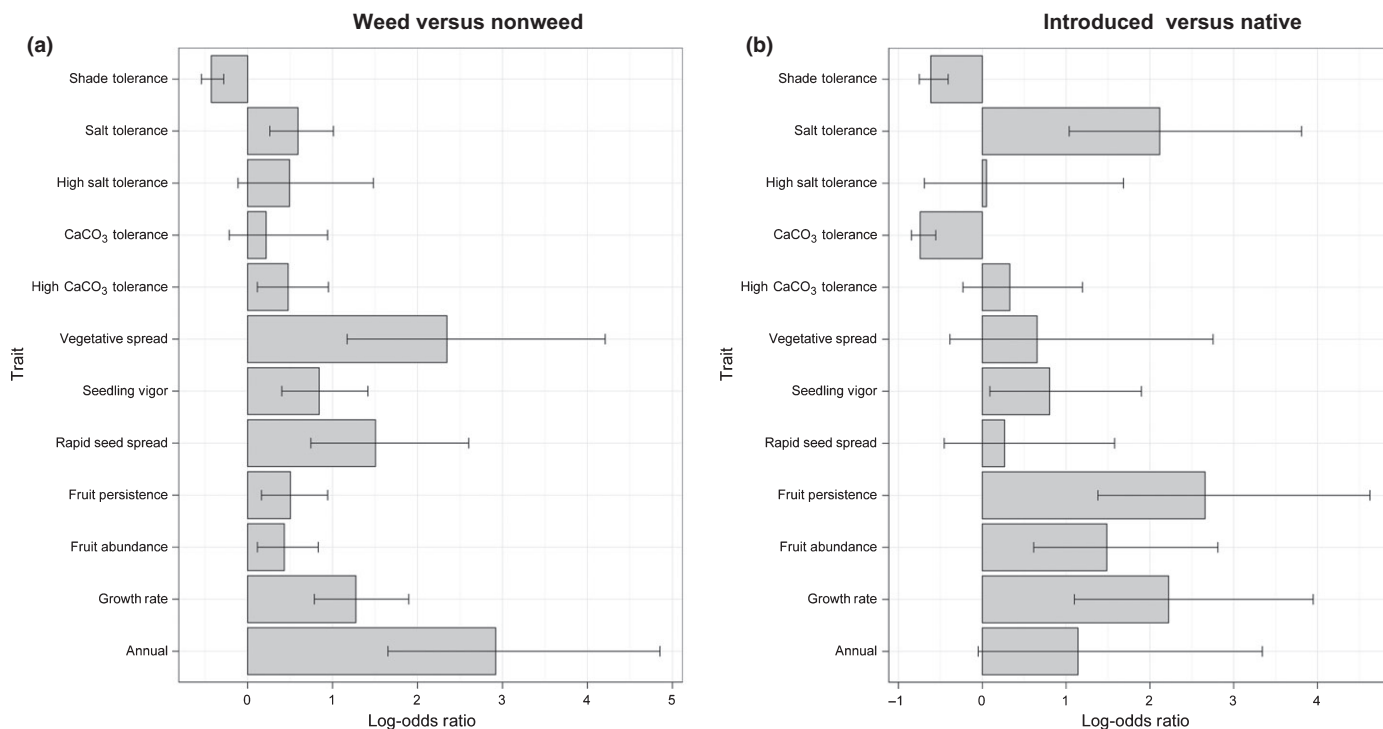 Weed versus nonweed
(a)
Shade tolerance
Salt tolerance
High salt tolerance
CaCO3 tolerance
High CaCO3 tolerance
Vegetative spread
Seedling vigor
Rapid seed spread
Fruit persistence
Fruit abundance
Growth rate
Annual
Trait
0 1 2 3 4 5
Log-odds ratio
Introduced versus native
(b)
Shade tolerance
Salt tolerance
High salt tolerance
CaCO3 tolerance
High CaCO3 tolerance
Vegetative spread
Seedling vigor
Rapid seed spread
Fruit persistence
Fruit abundance
Growth rate
Annual
Trait
–1 0 1 2 3 4
Log-odds ratio